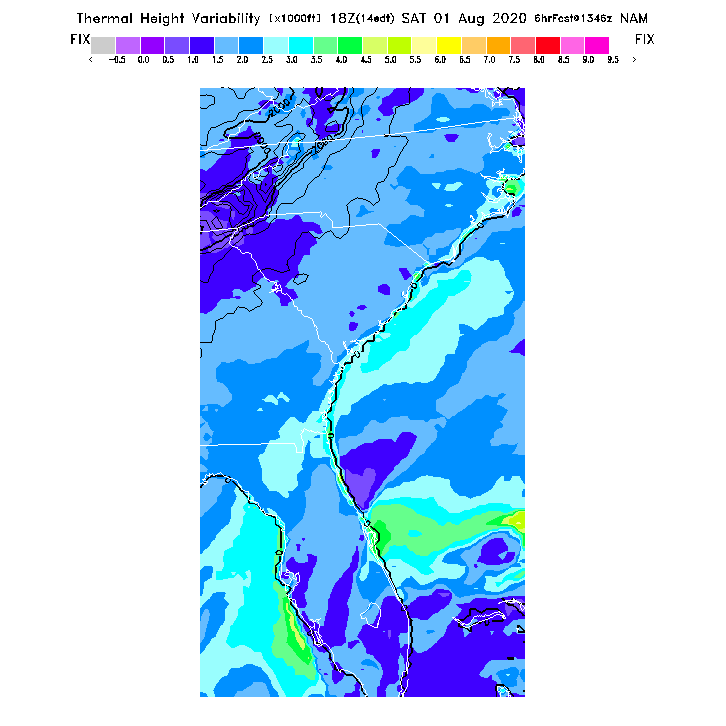 Thermal Height Variability [x1000ft] 18Z(14edt) SAT 01 Aug 2020 6hrFcst@1346z NAM
FIX FIX
< -0.5 0.0 0.5 1.0 1.5 2.0 2.5 3.0 3.5 4.0 4.5 5.0 5.5 6.0 6.5 7.0 7.5 8.0 8.5 9.0 9.5 >